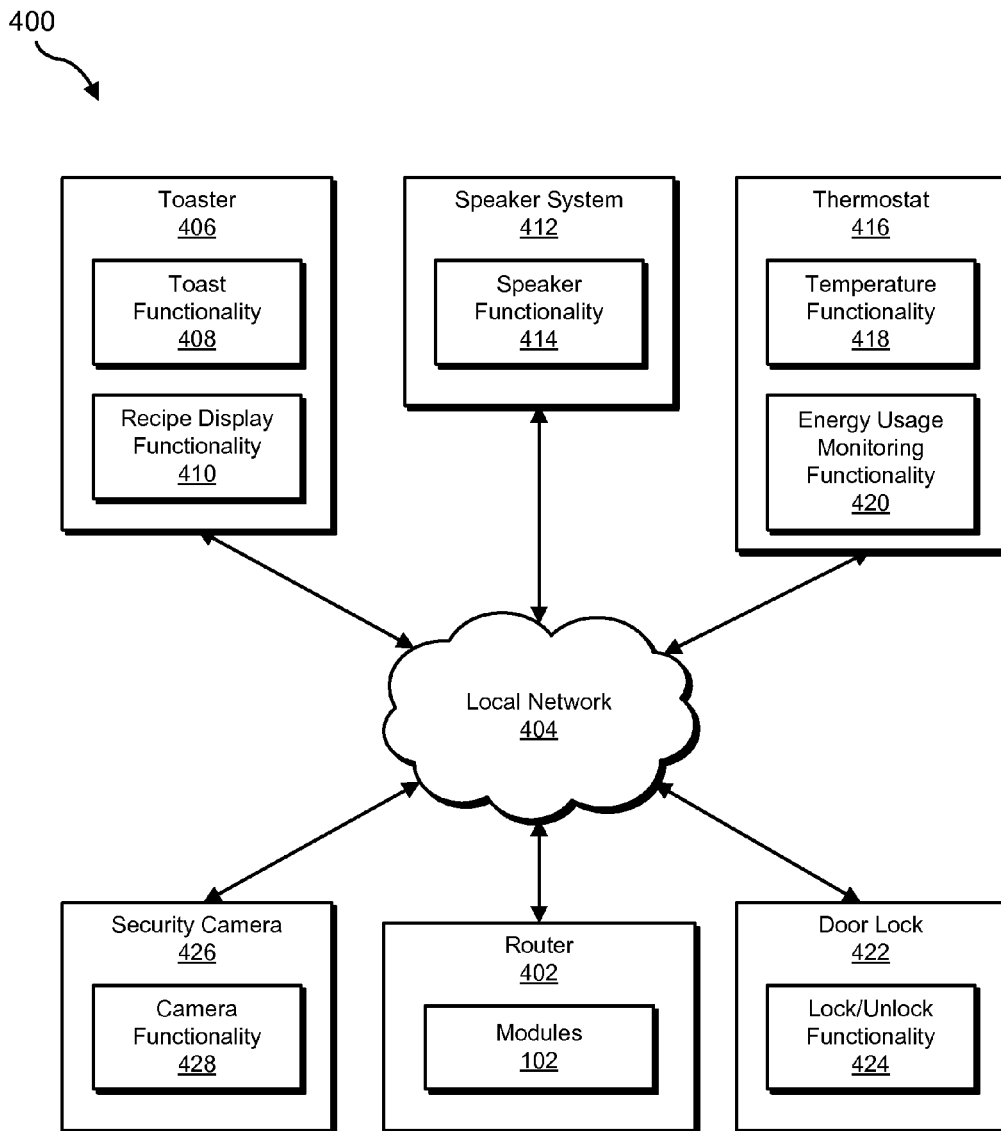 400
Toaster
406
Toast
Functionality
408
Recipe Display
Functionality
410
Speaker System
412
Speaker
Functionality
414
Thermostat
416
Temperature
Functionality
418
Energy Usage
Monitoring
Functionality
420
Local Network
404
Security Camera
426
Camera
Functionality
428
Router
402
Modules
102
Door Lock
422
Lock/Unlock
Functionality
424